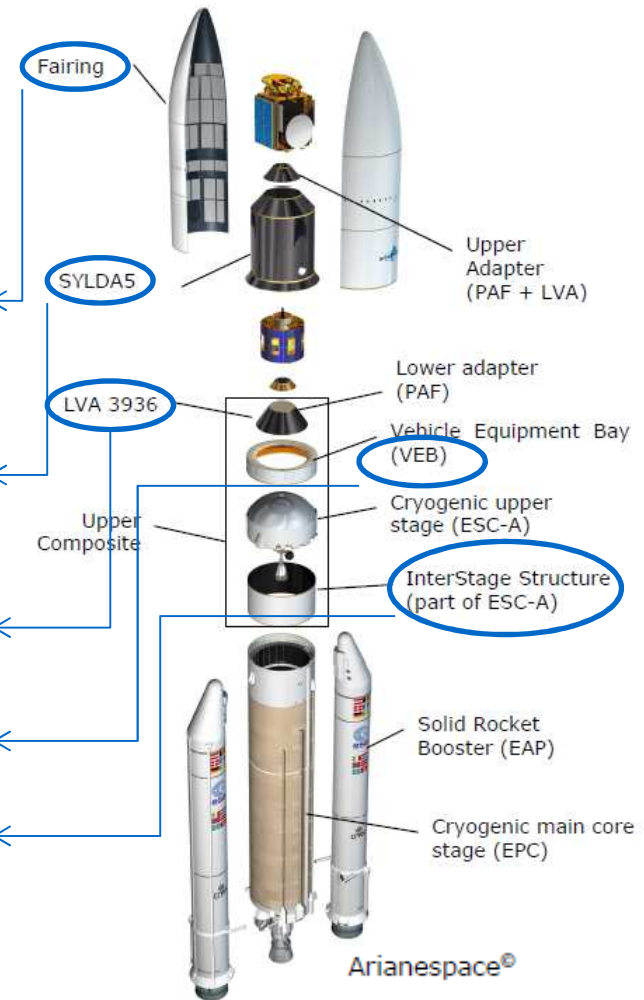 Fairing
Upper
Adapter
(PAF + LVA)
SYLDA5
Lower adapter
(PAF)
LVA 3936
Vehicle Equipment Bay
(VEB)
Cryogenic upper
stage (ESC-A)
Upper
Composite
InterStage Structure
(part of ESC-A)
Solid Rocket
Booster (EAP)
Cryogenic main core
stage (EPC)
Arianespace©